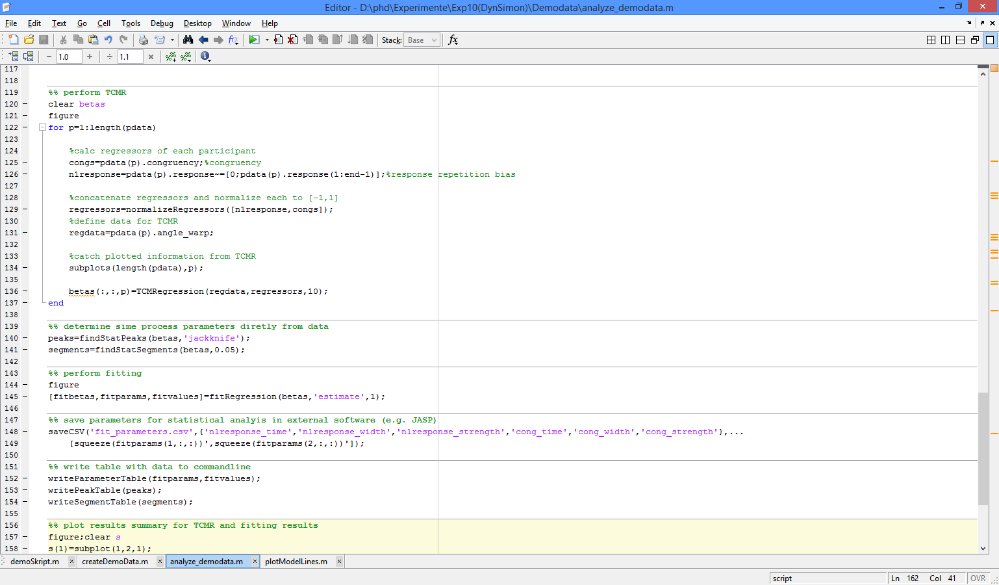 Editor - D:\phd\Experimente\Exp10(DynSimon)\Demodata\analyze_demodata.m
File Edit Text Go Cell Tools Debug Desktop Window Help
Stack: Base fx
− 1.0 + ÷ 1.1 ×
117
118
119 %% perform TCMR
120 – clear betas
121 – figure
122 – for p=1:length(pdata)
123
124 %calc regressors of each participant
125 – congs=pdata(p).congruency;%congruency
126 – n1response=pdata(p).response~=[0;pdata(p).response(1:end-1)];%response repetition bias
127
128 %concatenate regressors and normalize each to [-1,1]
129 – regressors=normalizeRegressors([n1response,congs]);
130 %define data for TCMR
131 – regdata=pdata(p).angle_warp;
132
133 %catch plotted information from TCMR
134 – subplots(length(pdata),p);
135
136 – betas(:,:,p)=TCMRegression(regdata,regressors,10);
137 – end
138
139 %% determine sime process parameters diretly from data
140 – peaks=findStatPeaks(betas,'jackknife');
141 – segments=findStatSegments(betas,0.05);
142
143 %% perform fitting
144 – figure
145 – [fitbetas,fitparams,fitvalues]=fitRegression(betas,'estimate',1);
146
147 %% save parameters for statistical analyis in external software (e.g. JASP)
148 – saveCSV('fit_parameters.csv',{'n1response_time','n1response_width','n1response_strength','cong_time','cong_width','cong_strength'},...
149 [squeeze(fitparams(1,:,:))',squeeze(fitparams(2,:,:))']);
150
151 %% write table with data to commandline
152 – writeParameterTable(fitparams,fitvalues);
153 – writePeakTable(peaks);
154 – writeSegmentTable(segments);
155
156 %% plot results summary for TCMR and fitting results
157 – figure;clear s
158 – s(1)=subplot(1,2,1);
demoSkript.m × createDemoData.m × analyze_demodata.m × plotModelLines.m ×
script Ln 162 Col 41 OVR